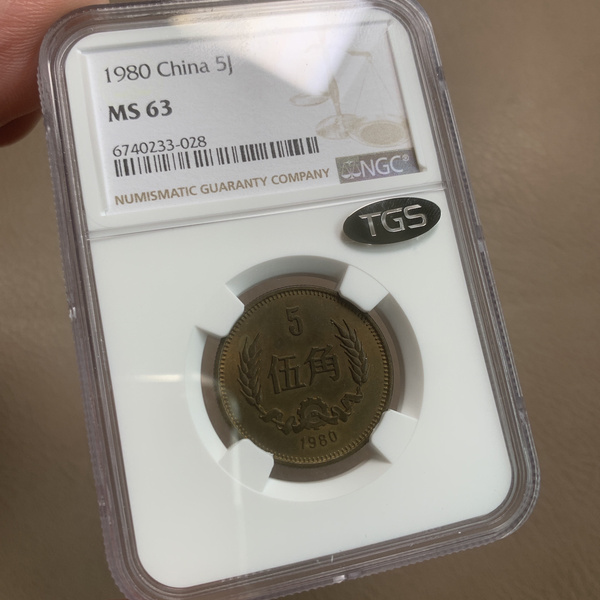 1980 China 5J
MS 63
6740233-028
NUMISMATIC GUARANTY COMPANY
NGC®
TGS
5
伍角
1980